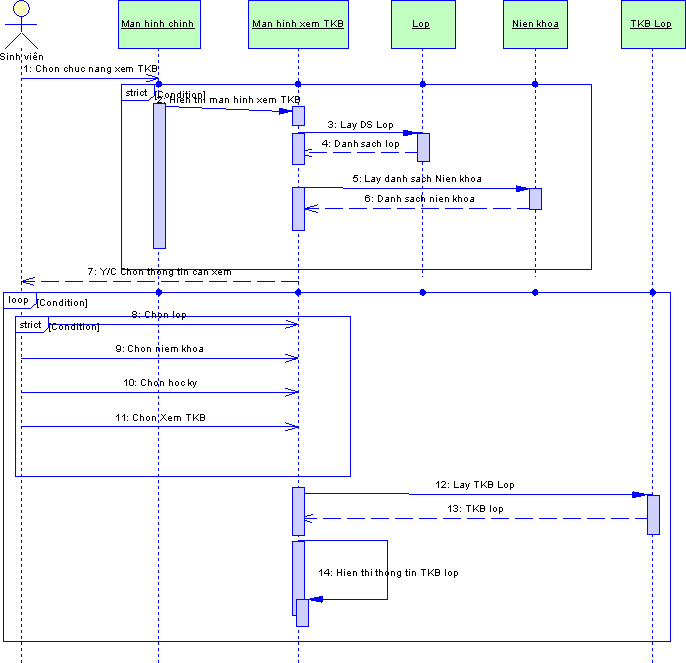 Man hinh chinh
Man hinh xem TKB
Lop
Nien khoa
TKB Lop
Sinh viên
1: Chon chuc nang xem TKB
strict
[Condition]
2: Hien thi man hinh xem TKB
3: Lay DS Lop
4: Danh sach lop
5: Lay danh sach Nien khoa
6: Danh sach nien khoa
7: Y/C Chon thong tin can xem
loop
[Condition]
8: Chon lop
strict
[Condition]
9: Chon niem khoa
10: Chon hoc ky
11: Chon Xem TKB
12: Lay TKB Lop
13: TKB lop
14: Hien thi thong tin TKB lop